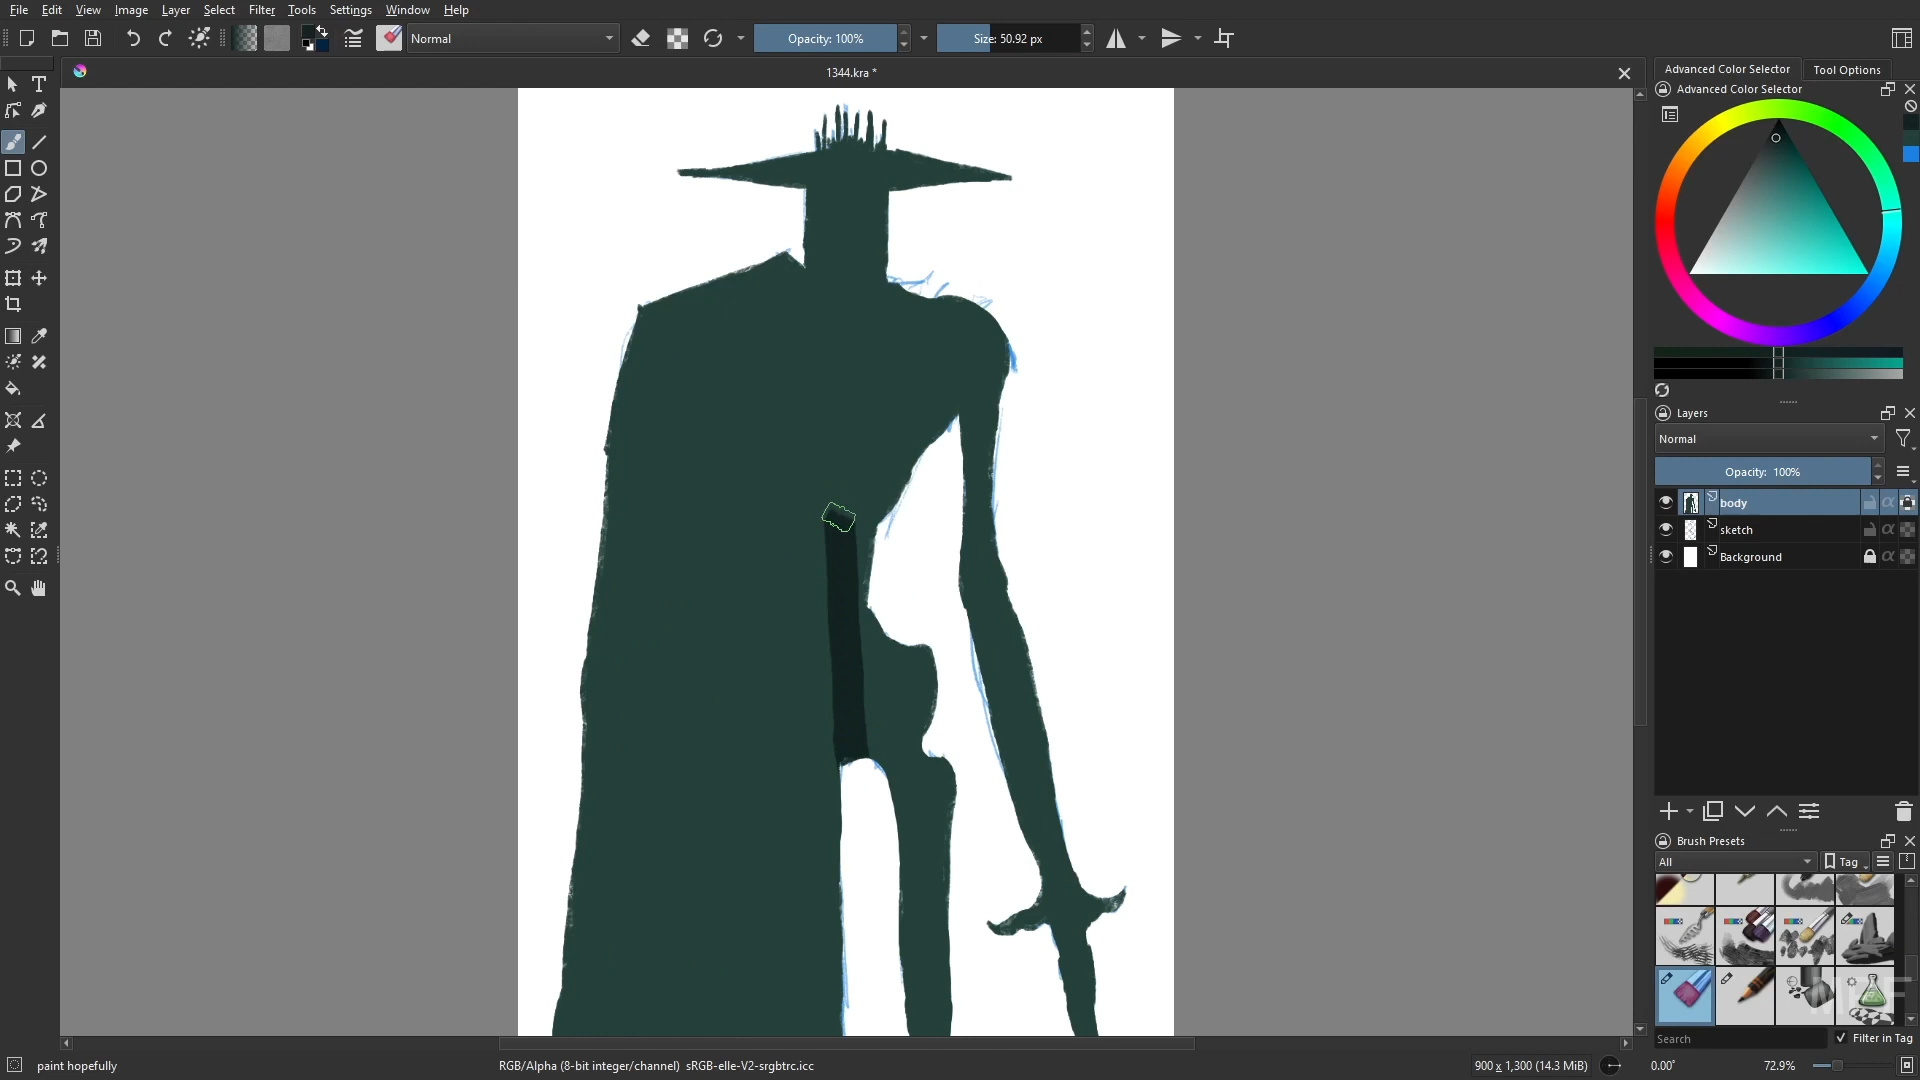 File Edit View Image Layer Select Filter Tools Settings Window Help
Normal
Opacity: 100%
Size: 50.92 px
1344.kra *
Advanced Color Selector
Tool Options
Advanced Color Selector
Layers
Normal
Opacity: 100%
body
sketch
Background
Brush Presets
All
Tag
Search
Filter in Tag
paint hopefully
RGB/Alpha (8-bit integer/channel) sRGB-elle-V2-srgbtrc.icc
900 x 1,300 (14.3 MiB)
0.00°
72.9%